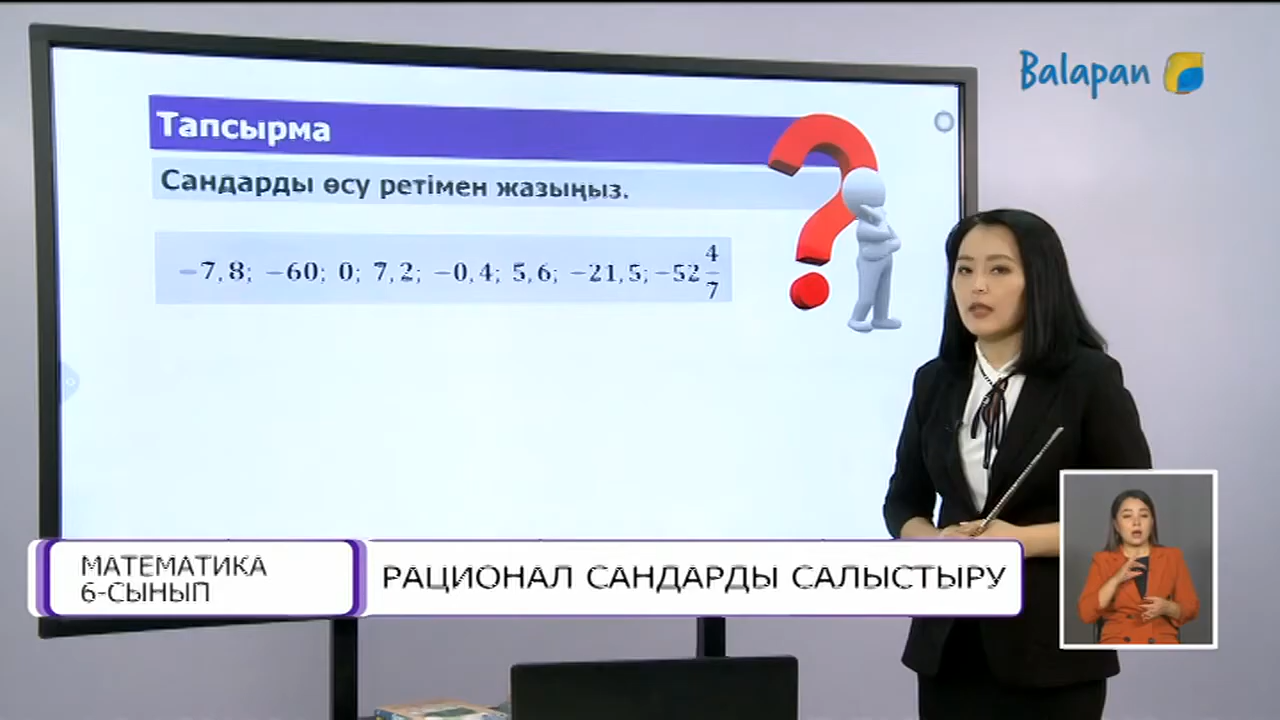 Balapan
Тапсырма
Сандарды өсу ретімен жазыңыз.
−7,8; −60; 0; 7,2; −0,4; 5,6; −21,5; −52 4/7
МАТЕМАТИКА
6-СЫНЫП
РАЦИОНАЛ САНДАРДЫ САЛЫСТЫРУ